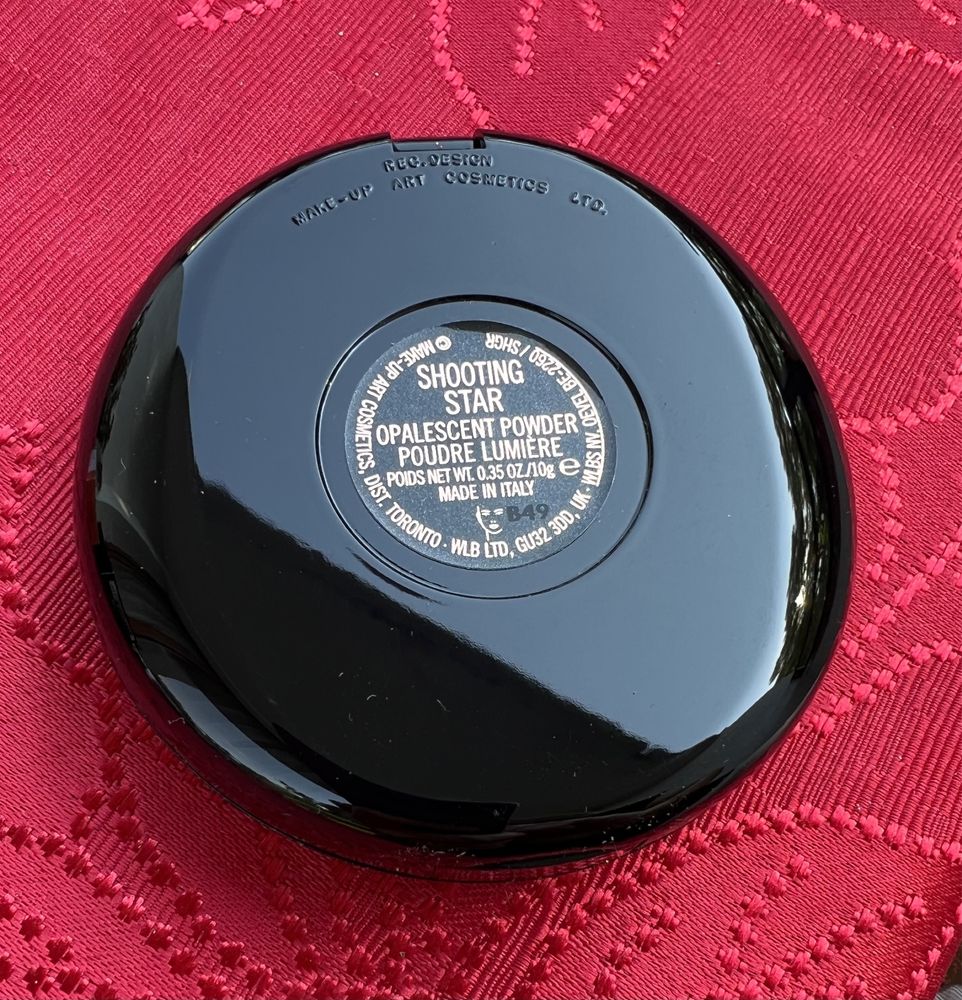 REG.DESIGN
MAKE-UP ART COSMETICS LTD.
SHOOTING
STAR
OPALESCENT POWDER
POUDRE LUMIÈRE
POIDS NET WT. 0.35 OZ./10g ℮
MADE IN ITALY
B49
© MAKE-UP ART COSMETICS, DIST. TORONTO · WLB LTD, GU32 3DD, UK · WLBS NV OEVEL BE-2260 / SHGR